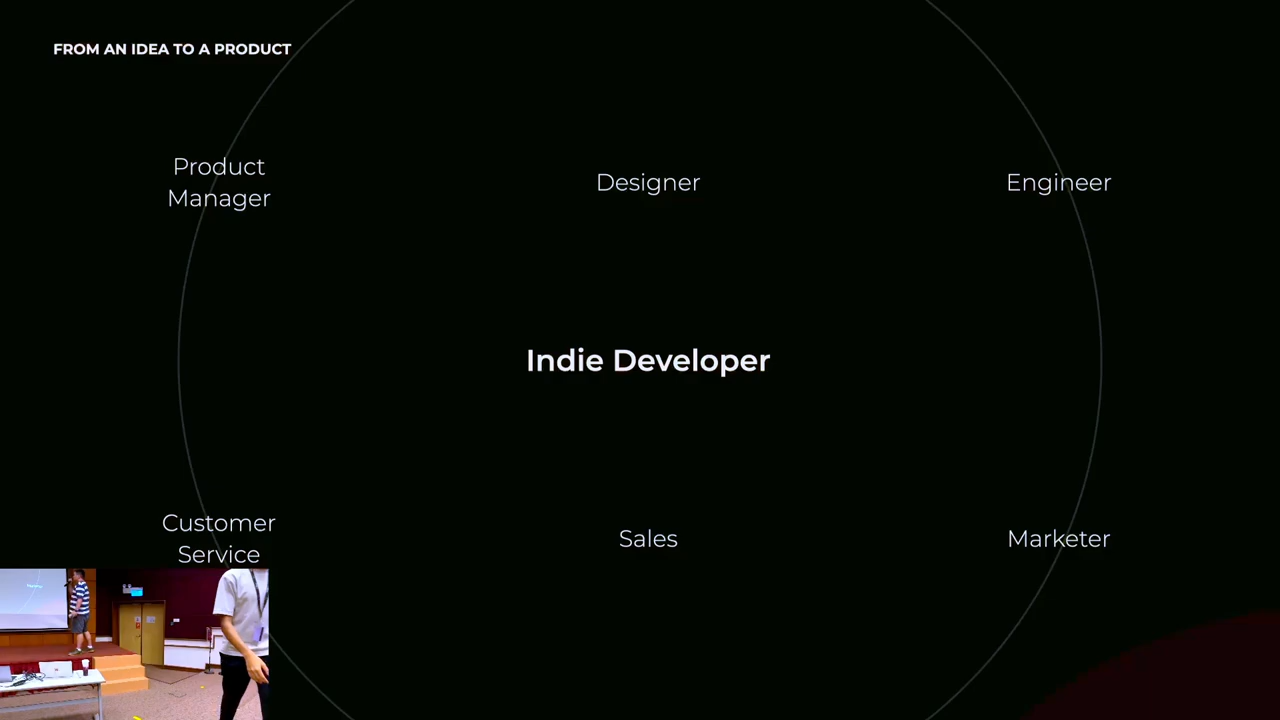 FROM AN IDEA TO A PRODUCT
Product
Manager
Designer
Engineer
Indie Developer
Customer
Service
Sales
Marketer